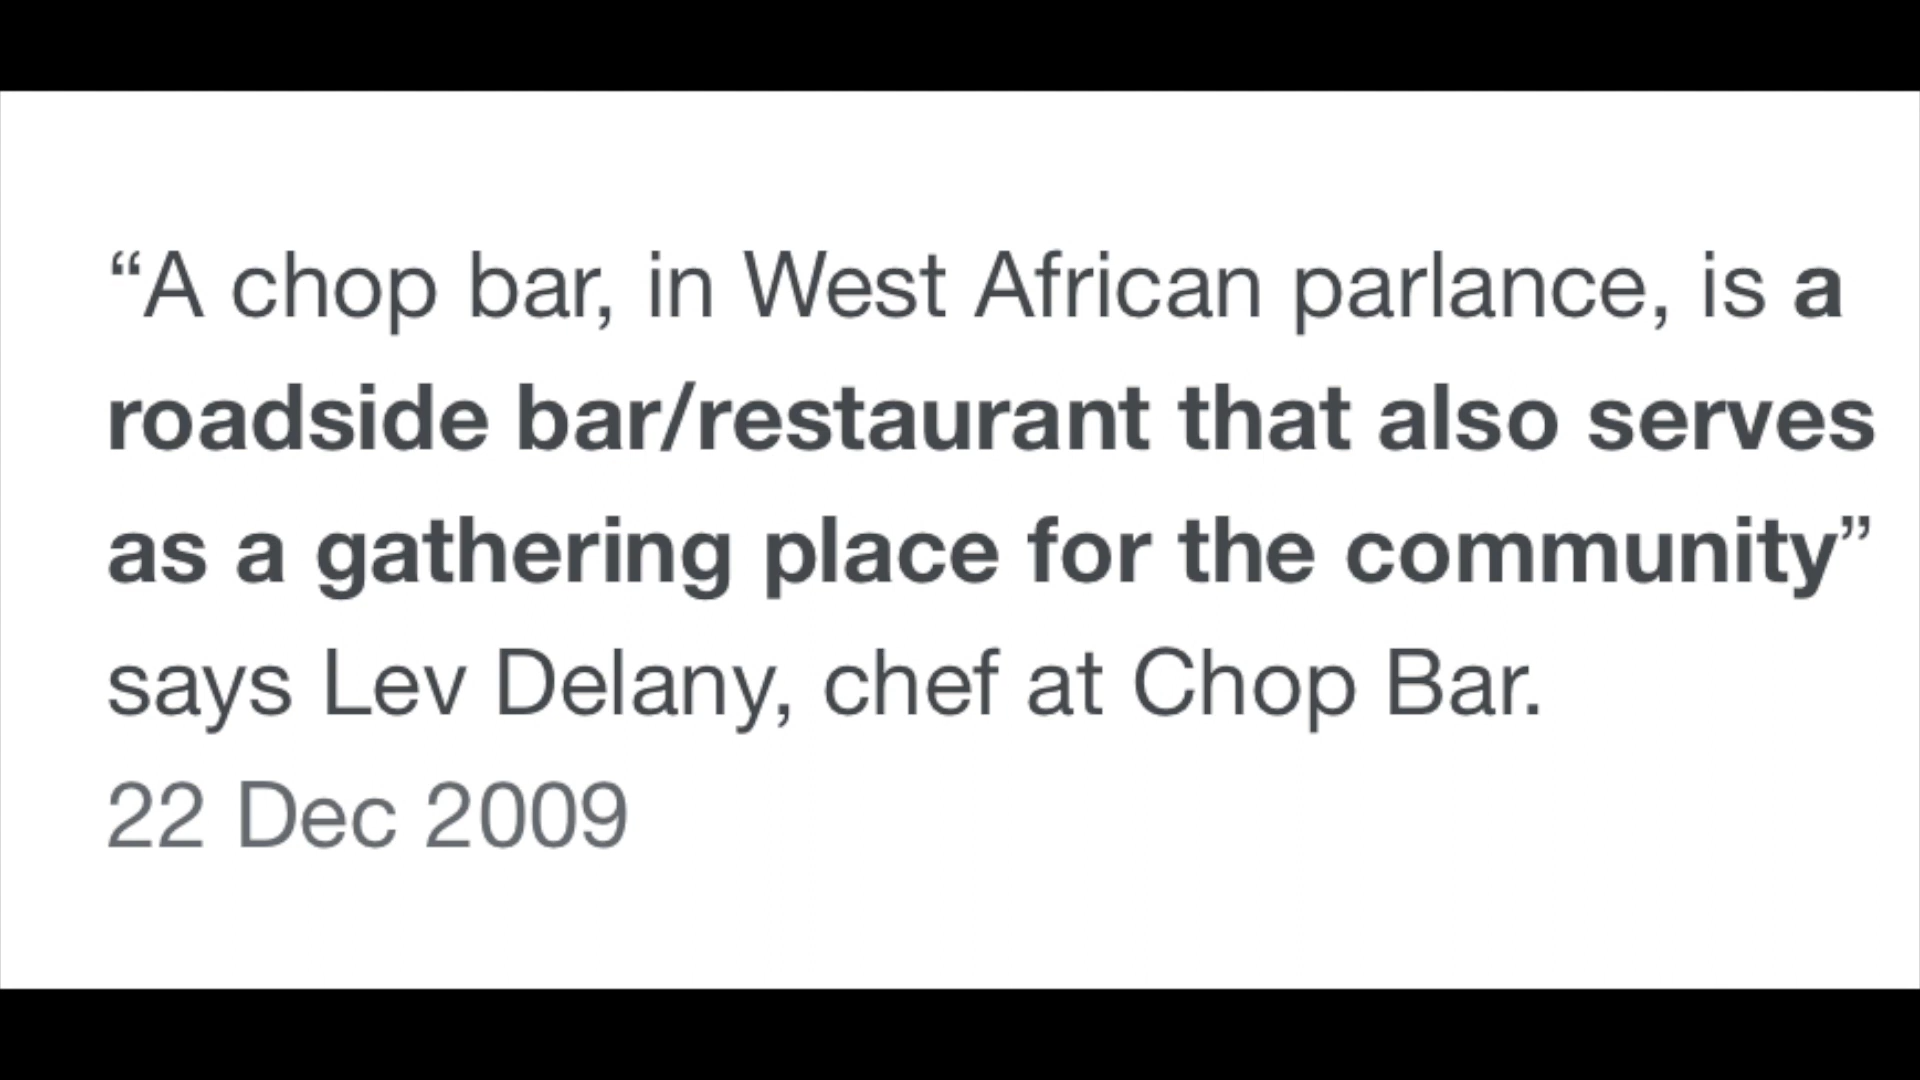 “A chop bar, in West African parlance, is a
roadside bar/restaurant that also serves
as a gathering place for the community”
says Lev Delany, chef at Chop Bar.
22 Dec 2009